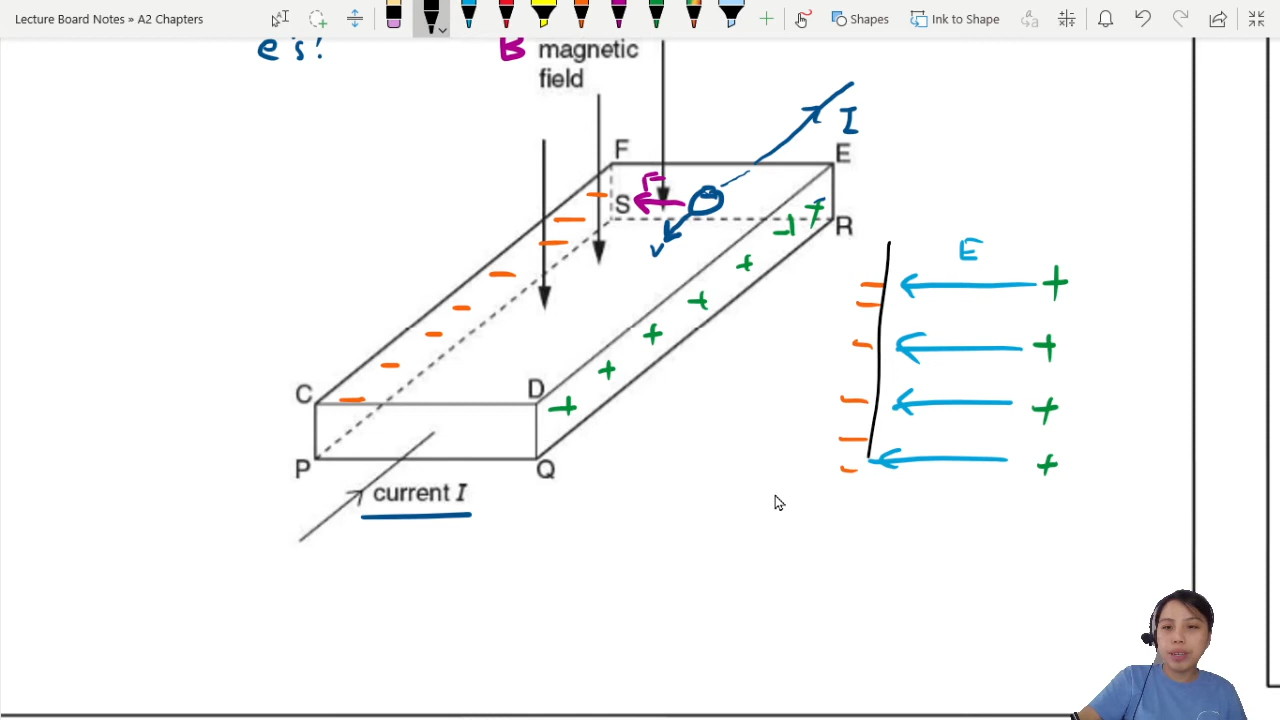 Lecture Board Notes » A2 Chapters
Shapes
Ink to Shape
e's!
B magnetic
field
I
F
E
F
S
R
v
E
C
D
P
Q
current I